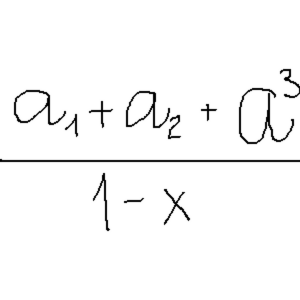 a₁ + a₂ + a³
1 - x